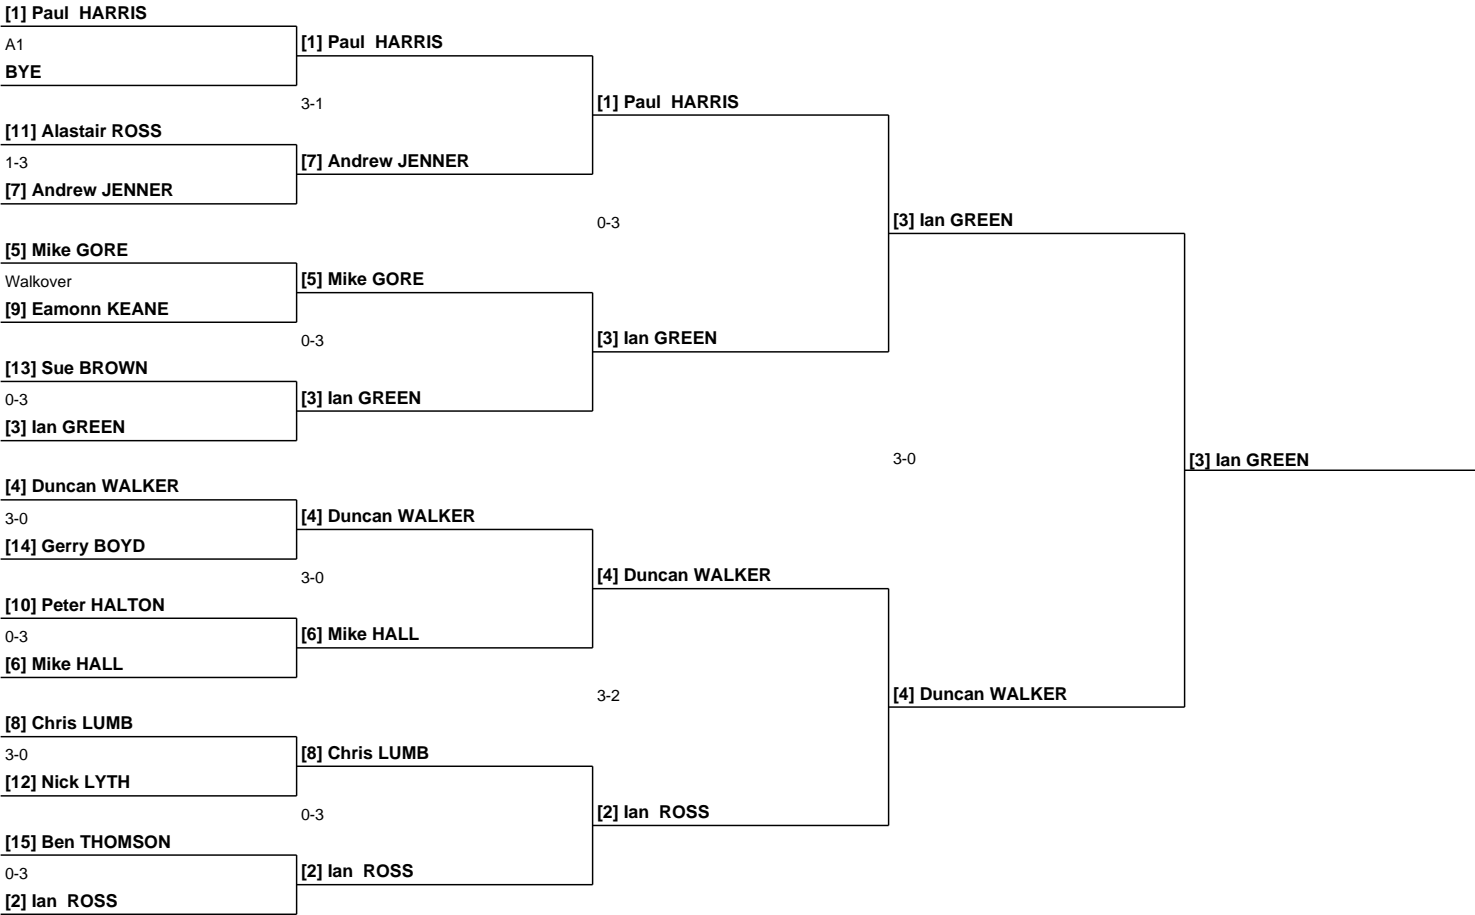 [1] Paul  HARRIS
A1
BYE
[11] Alastair ROSS
1-3
[7] Andrew JENNER
[5] Mike GORE
Walkover
[9] Eamonn KEANE
[13] Sue BROWN
0-3
[3] Ian GREEN
[4] Duncan WALKER
3-0
[14] Gerry BOYD
[10] Peter HALTON
0-3
[6] Mike HALL
[8] Chris LUMB
3-0
[12] Nick LYTH
[15] Ben THOMSON
0-3
[2] Ian  ROSS
[1] Paul  HARRIS
3-1
[7] Andrew JENNER
[5] Mike GORE
0-3
[3] Ian GREEN
[4] Duncan WALKER
3-0
[6] Mike HALL
[8] Chris LUMB
0-3
[2] Ian  ROSS
[1] Paul  HARRIS
0-3
[3] Ian GREEN
[4] Duncan WALKER
3-2
[2] Ian  ROSS
[3] Ian GREEN
3-0
[4] Duncan WALKER
[3] Ian GREEN